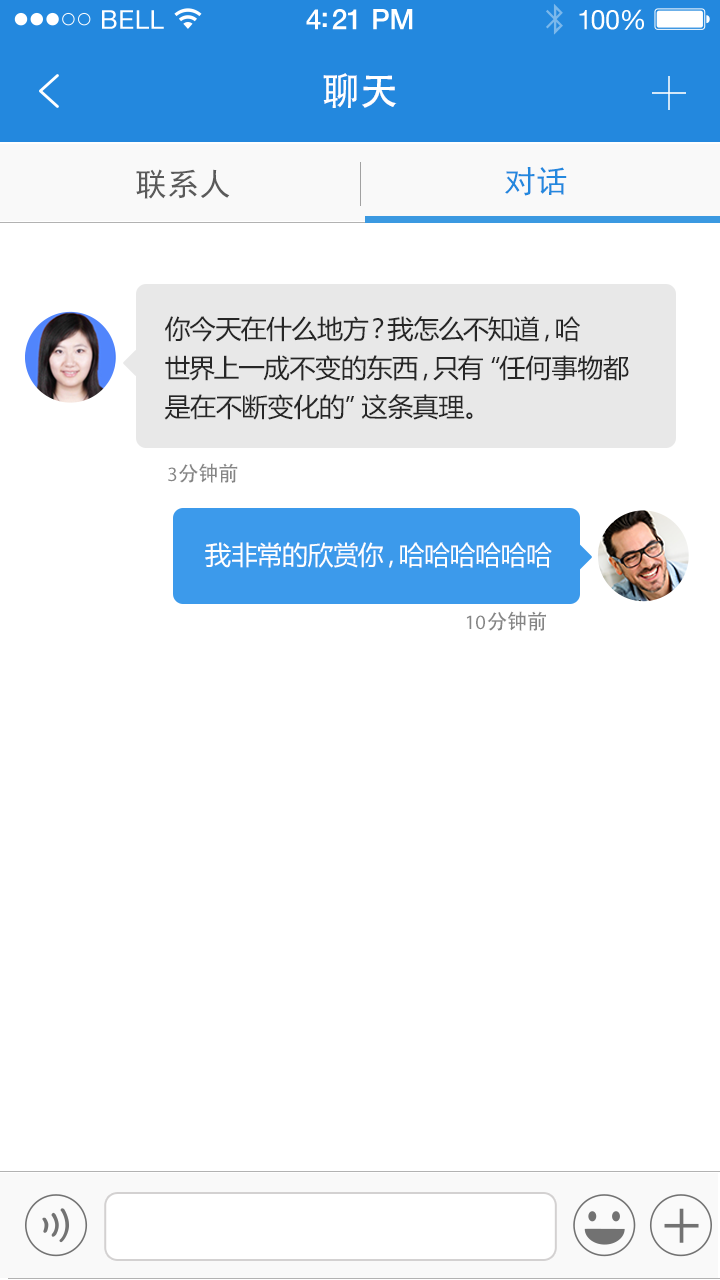 BELL 4:21 PM 100%
聊天
联系人 对话
你今天在什么地方?我怎么不知道,哈
世界上一成不变的东西,只有“任何事物都
是在不断变化的”这条真理。
3分钟前
我非常的欣赏你,哈哈哈哈哈哈
10分钟前